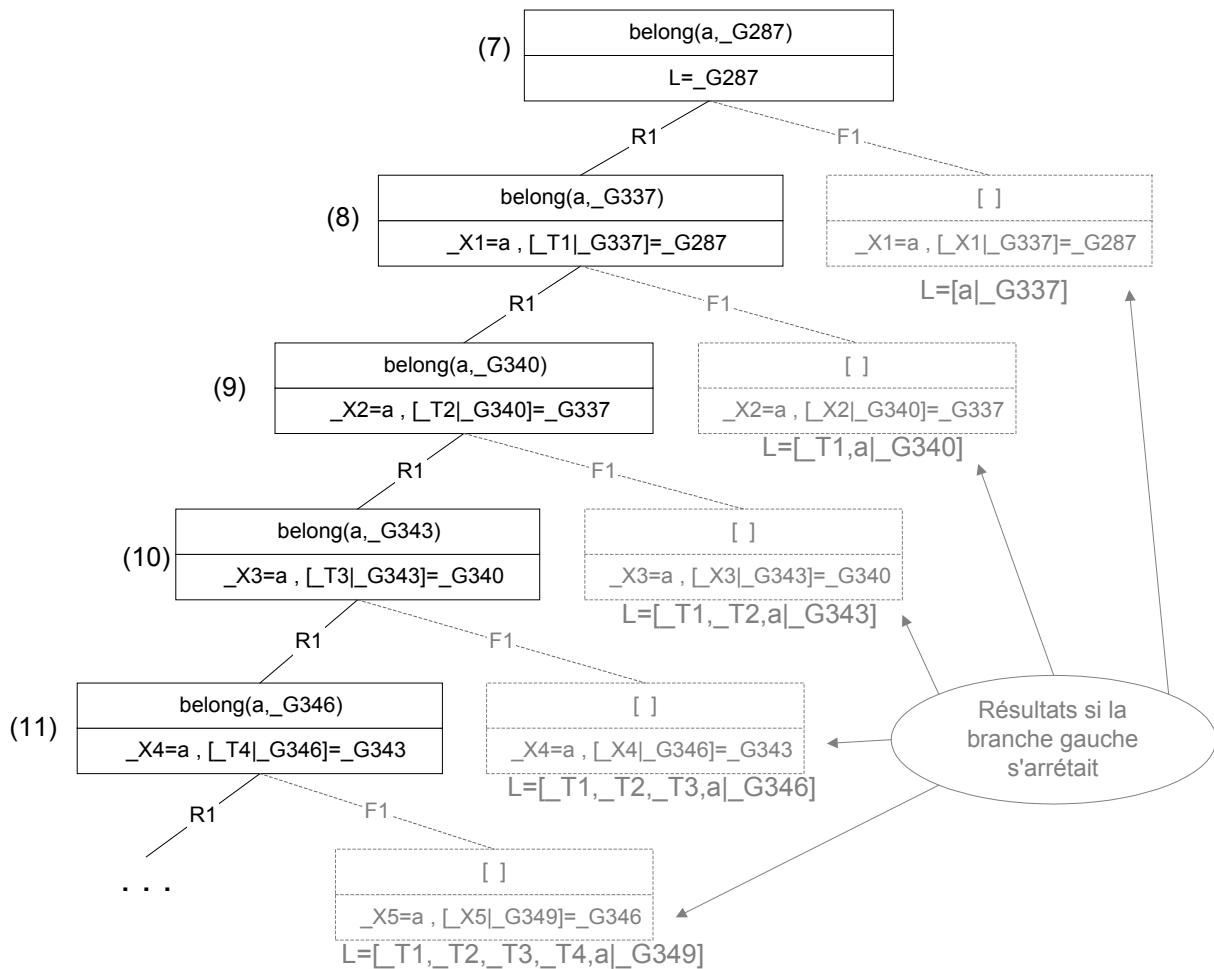 belong(a,_G287)
(7)
L=_G287
R1
F1
belong(a,_G337)
[ ]
(8)
_X1=a , [_T1|_G337]=_G287
_X1=a , [_X1|_G337]=_G287
L=[a|_G337]
R1
F1
belong(a,_G340)
[ ]
(9)
_X2=a , [_T2|_G340]=_G337
_X2=a , [_X2|_G340]=_G337
L=[_T1,a|_G340]
R1
F1
belong(a,_G343)
[ ]
(10)
_X3=a , [_T3|_G343]=_G340
_X3=a , [_X3|_G343]=_G340
L=[_T1,_T2,a|_G343]
R1
F1
belong(a,_G346)
[ ]
(11)
_X4=a , [_T4|_G346]=_G343
_X4=a , [_X4|_G346]=_G343
L=[_T1,_T2,_T3,a|_G346]
Résultats si la
branche gauche
s'arrétait
R1
F1
. . .
[ ]
_X5=a , [_X5|_G349]=_G346
L=[_T1,_T2,_T3,_T4,a|_G349]